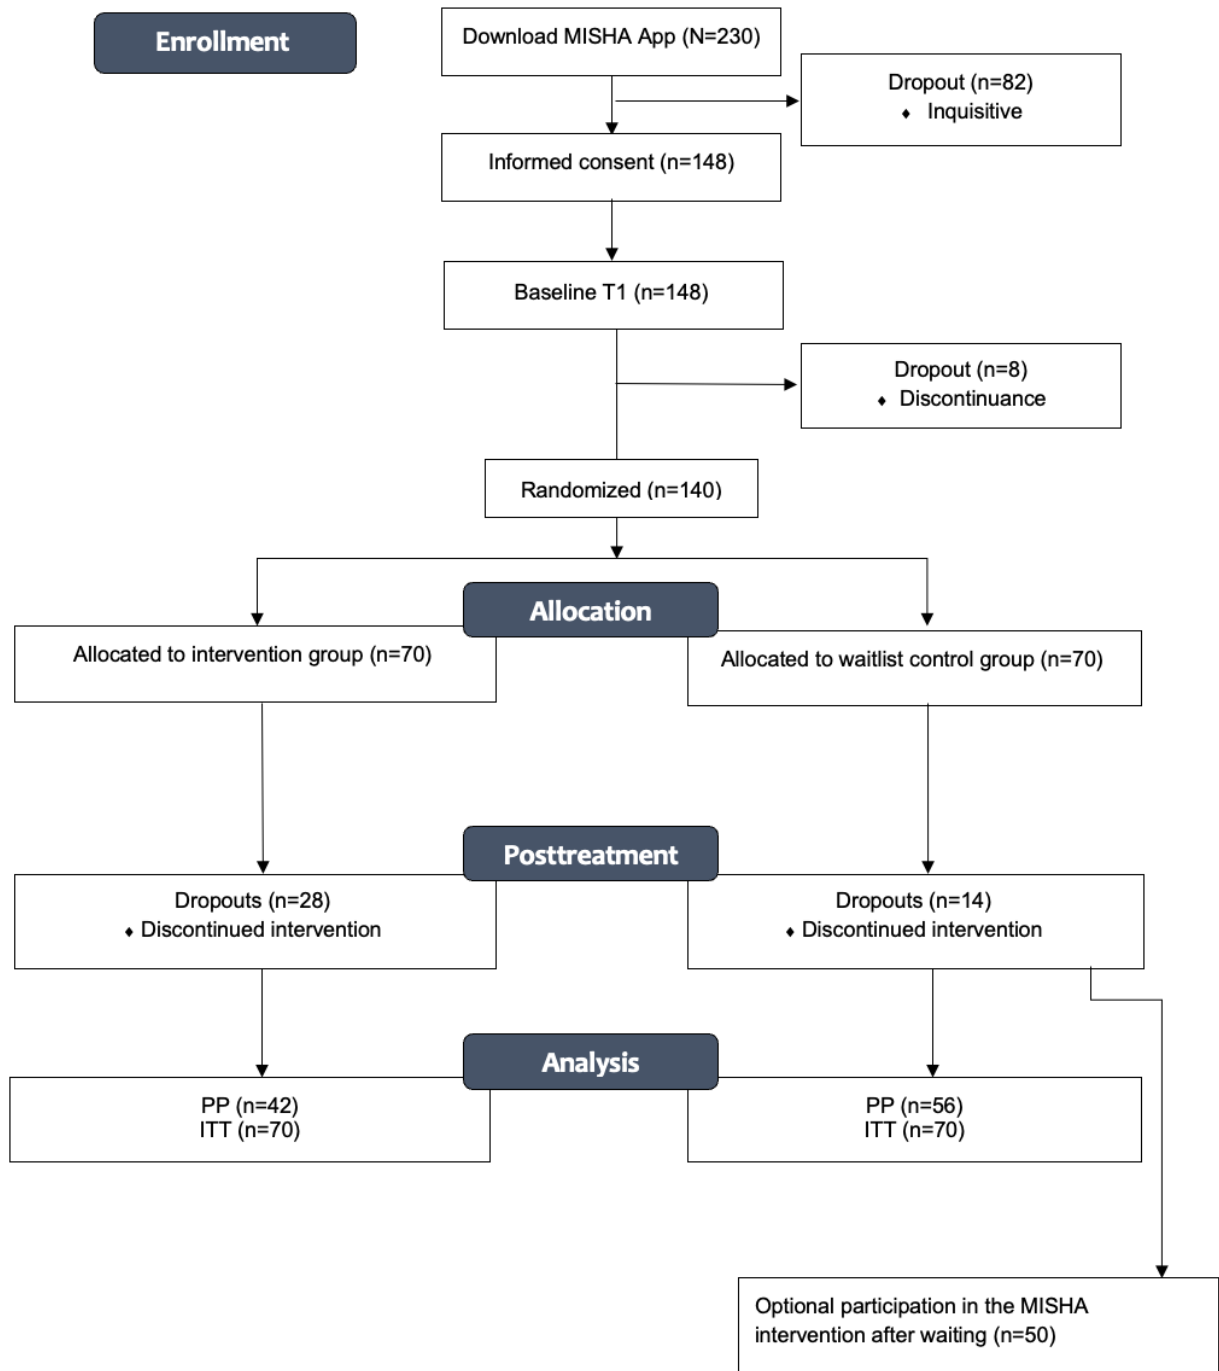 Enrollment
Download MISHA App (N=230)
Dropout (n=82)
♦ Inquisitive
Informed consent (n=148)
Baseline T1 (n=148)
Dropout (n=8)
♦ Discontinuance
Randomized (n=140)
Allocation
Allocated to intervention group (n=70)
Allocated to waitlist control group (n=70)
Posttreatment
Dropouts (n=28)
♦ Discontinued intervention
Dropouts (n=14)
♦ Discontinued intervention
Analysis
PP (n=42)
ITT (n=70)
PP (n=56)
ITT (n=70)
Optional participation in the MISHA
intervention after waiting (n=50)